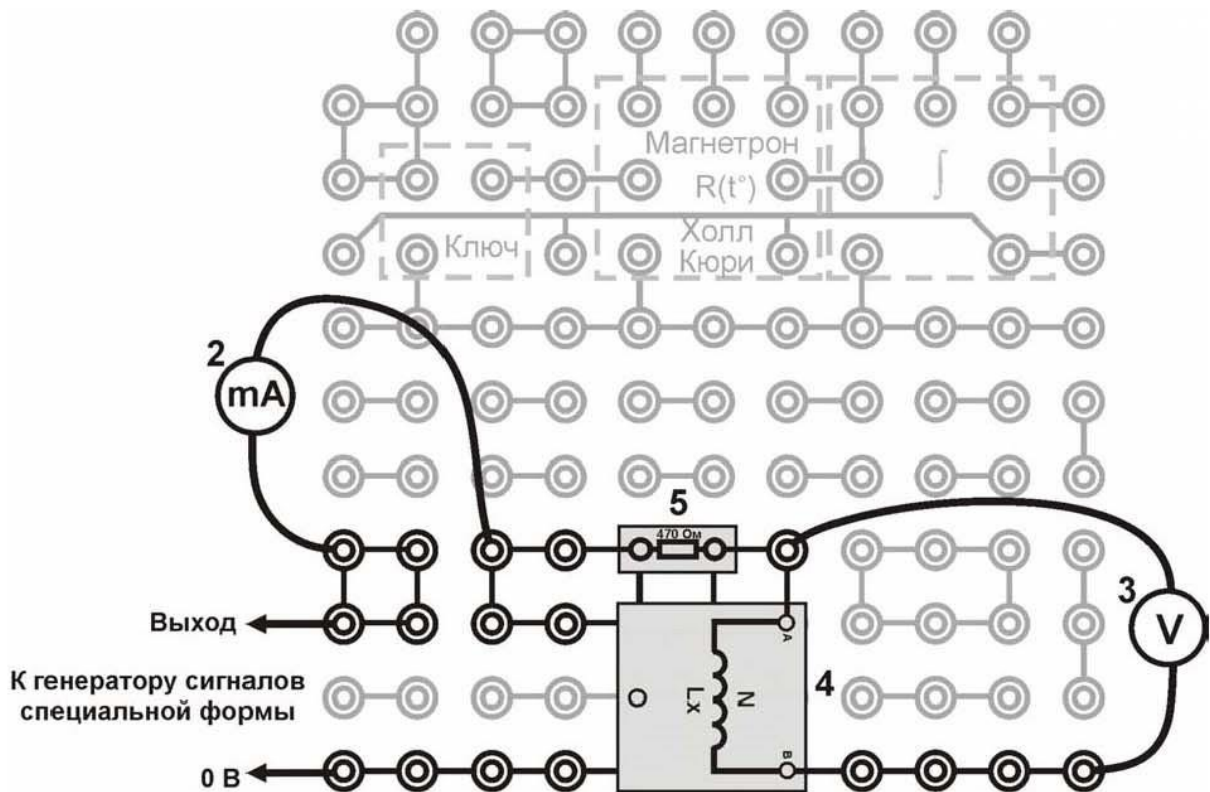 Магнетрон
R(t°)
∫
Ключ
Холл
Кюри
2
mA
5
470 Ом
Выход
A
3
V
К генератору сигналов
специальной формы
N
Lx
4
B
0 В